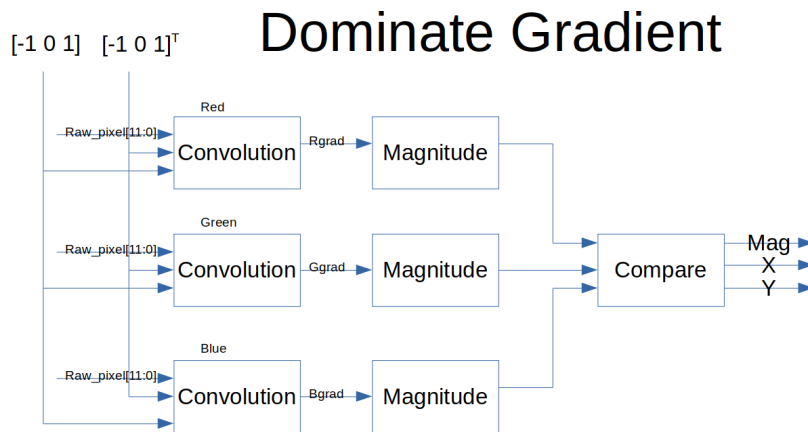 Dominate Gradient
[-1 0 1]
[-1 0 1]T
Red
Raw_pixel[11:0]
Convolution
Rgrad
Magnitude
Green
Raw_pixel[11:0]
Convolution
Ggrad
Magnitude
Compare
Mag
X
Y
Blue
Raw_pixel[11:0]
Convolution
Bgrad
Magnitude